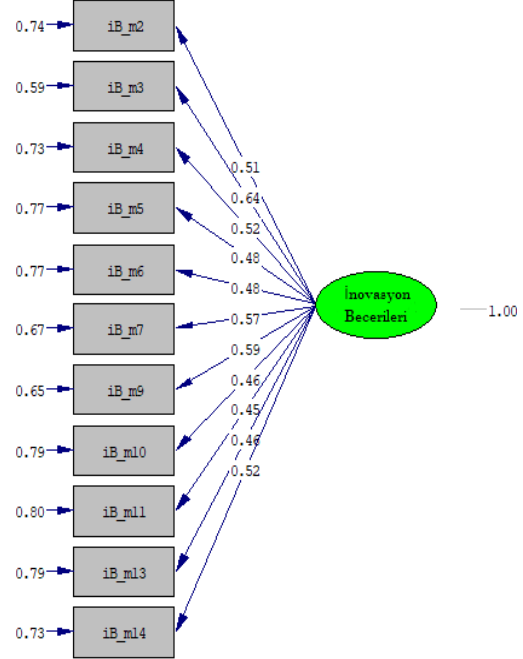 0.74 iB_m2
0.59 iB_m3
0.73 iB_m4
0.51
0.77 iB_m5
0.64
0.52
0.48
0.77 iB_m6
0.48
0.67 iB_m7
0.57
0.59
0.65 iB_m9
0.46
0.45
0.79 iB_m10
0.46
0.52
0.80 iB_m11
0.79 iB_m13
0.73 iB_m14
İnovasyon
Becerileri
1.00